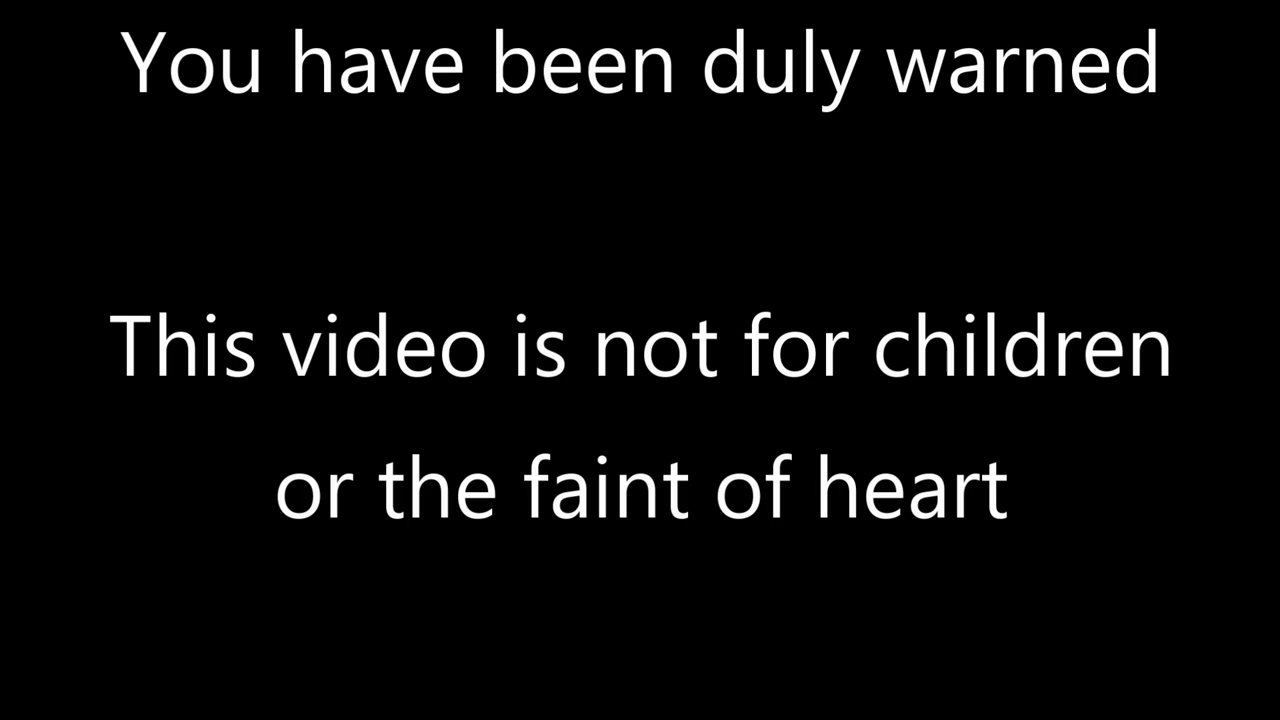 You have been duly warned
This video is not for children
or the faint of heart